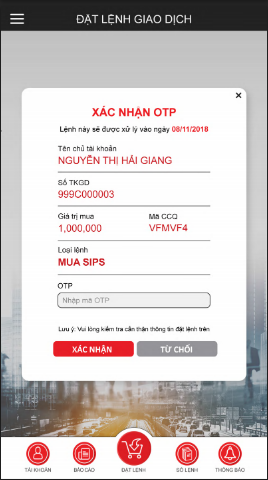 ĐẶT LỆNH GIAO DỊCH
×
XÁC NHẬN OTP
Lệnh này sẽ được xử lý vào ngày 08/11/2018
Tên chủ tài khoản
NGUYỄN THỊ HẢI GIANG
Số TKGD
999C000003
Giá trị mua Mã CCQ
1,000,000 VFMVF4
Loại lệnh
MUA SIPS
OTP
Nhập mã OTP
Lưu ý: Vui lòng kiểm tra cẩn thận thông tin đặt lệnh trên
XÁC NHẬN TỪ CHỐI
TÀI KHOẢN BÁO CÁO ĐẶT LỆNH SỔ LỆNH THÔNG BÁO